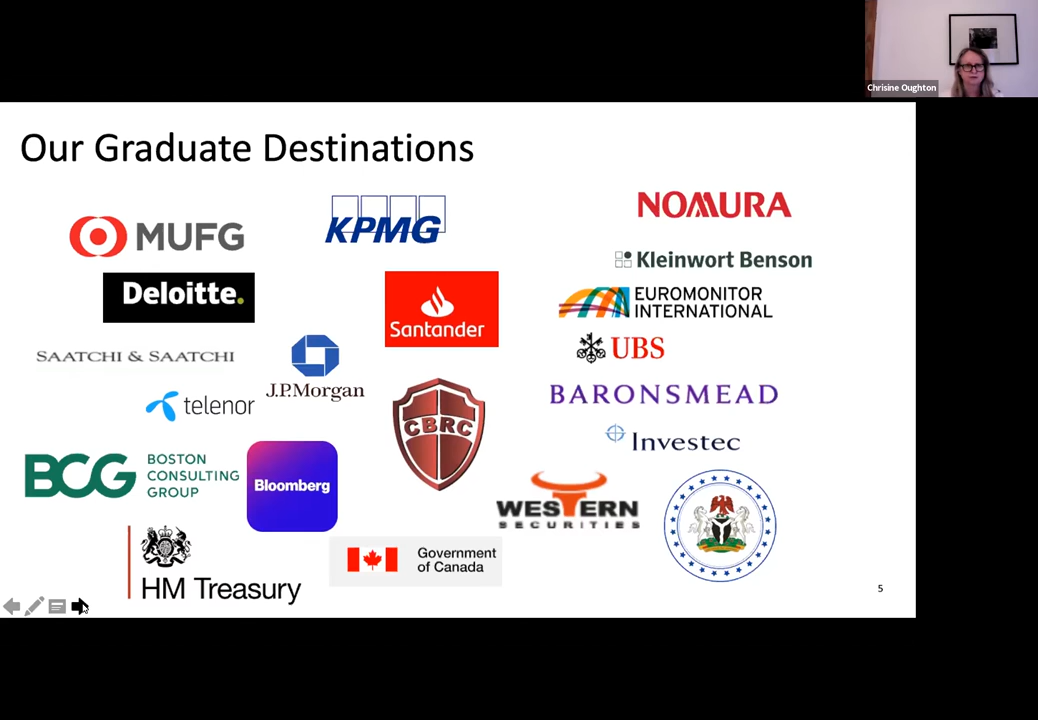 Chrisine Oughton
Our Graduate Destinations
MUFG
KPMG
NOMURA
Kleinwort Benson
Deloitte.
Santander
EUROMONITOR
INTERNATIONAL
SAATCHI & SAATCHI
J.P.Morgan
UBS
telenor
CBRC
BARONSMEAD
Investec
BCG
BOSTON
CONSULTING
GROUP
Bloomberg
WESTERN
SECURITIES
HM Treasury
Government
of Canada
5